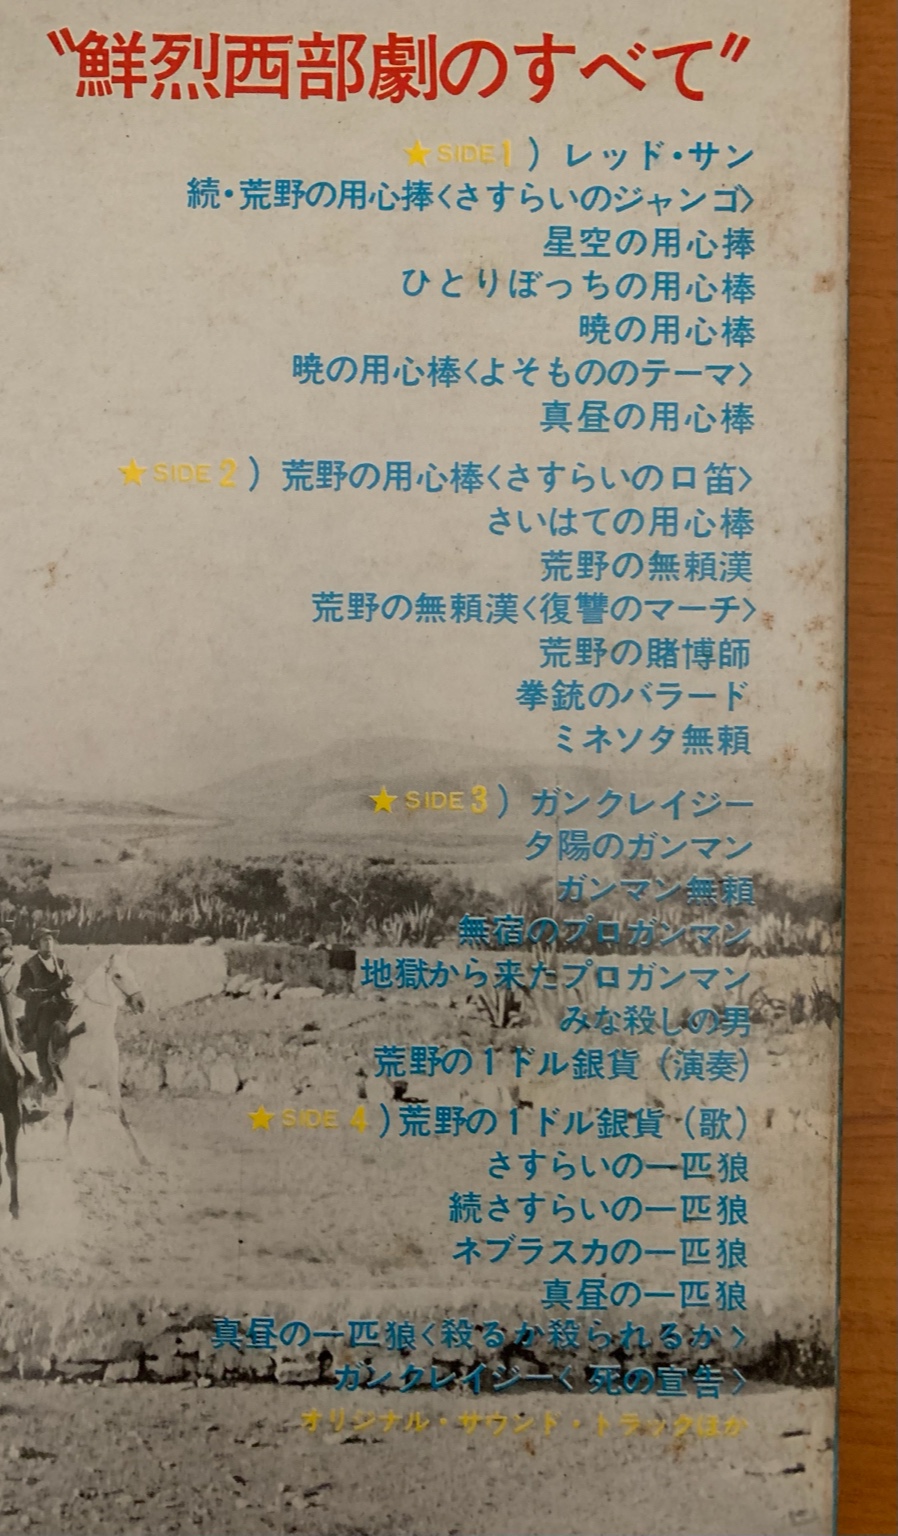 “鮮烈西部劇のすべて”
★SIDE1）レッド・サン
続・荒野の用心捧〈さすらいのジャンゴ〉
星空の用心捧
ひとりぼっちの用心棒
暁の用心棒
暁の用心棒〈よそもののテーマ〉
真昼の用心棒
★SIDE2）荒野の用心棒〈さすらいの口笛〉
さいはての用心棒
荒野の無頼漢
荒野の無頼漢〈復讐のマーチ〉
荒野の賭博師
拳銃のバラード
ミネソタ無頼
★SIDE3）ガンクレイジー
夕陽のガンマン
ガンマン無頼
無宿のプロガンマン
地獄から来たプロガンマン
みな殺しの男
荒野の1ドル銀貨（演奏）
★SIDE4）荒野の1ドル銀貨（歌）
さすらいの一匹狼
続さすらいの一匹狼
ネブラスカの一匹狼
真昼の一匹狼
真昼の一匹狼〈殺るか殺られるか〉
ガンクレイジー〈死の宣告〉
オリジナル・サウンド・トラックほか